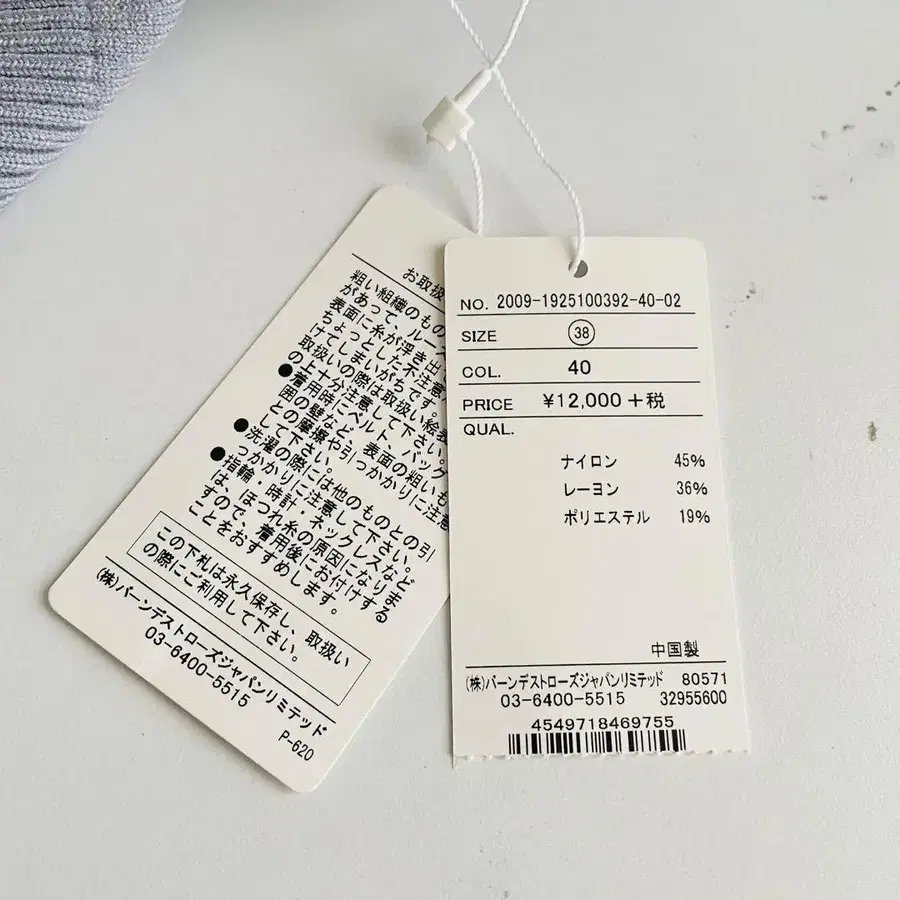 お取扱
粗い組織のもの
があって、ルーズ
表面に糸が浮き出
ちょっとした不注意
けてしまいがちです。
取扱いの際は取扱い絵表
の上十分注意して下さい。
●着用時にベルト、バッグ
囲の壁など、表面の粗いも
との摩擦や引っかかりに注意
して下さい。
●洗濯の際には他のものとの引
っかかりに注意して下さい。
●指輪・時計・ネックレスなど
は、ほつれ糸の原因になりま
すので、着用後にお付けする
ことをおすすめします。
この下札は永久保存し、取扱い
の際にご利用して下さい。
(株)バーンデストローズジャパンリミテッド
03-6400-5515
P-620
NO. 2009-1925100392-40-02
SIZE 38
COL. 40
PRICE ¥12,000+税
QUAL.
ナイロン 45%
レーヨン 36%
ポリエステル 19%
中国製
(株)バーンデストローズジャパンリミテッド 80571
03-6400-5515 32955600
4549718469755